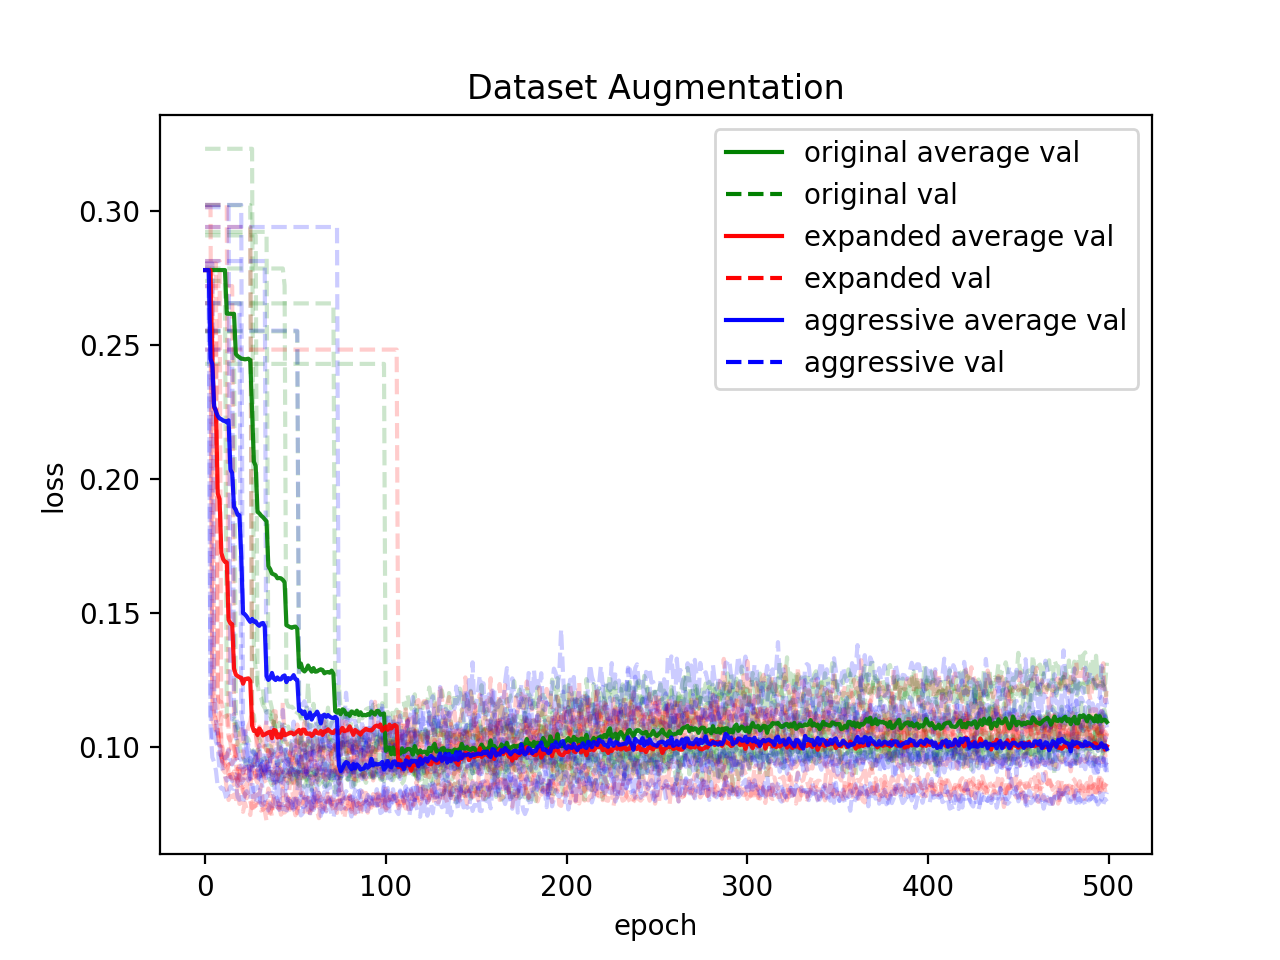 Dataset Augmentation
original average val
original val
expanded average val
expanded val
aggressive average val
aggressive val
loss
0.30
0.25
0.20
0.15
0.10
0 100 200 300 400 500
epoch